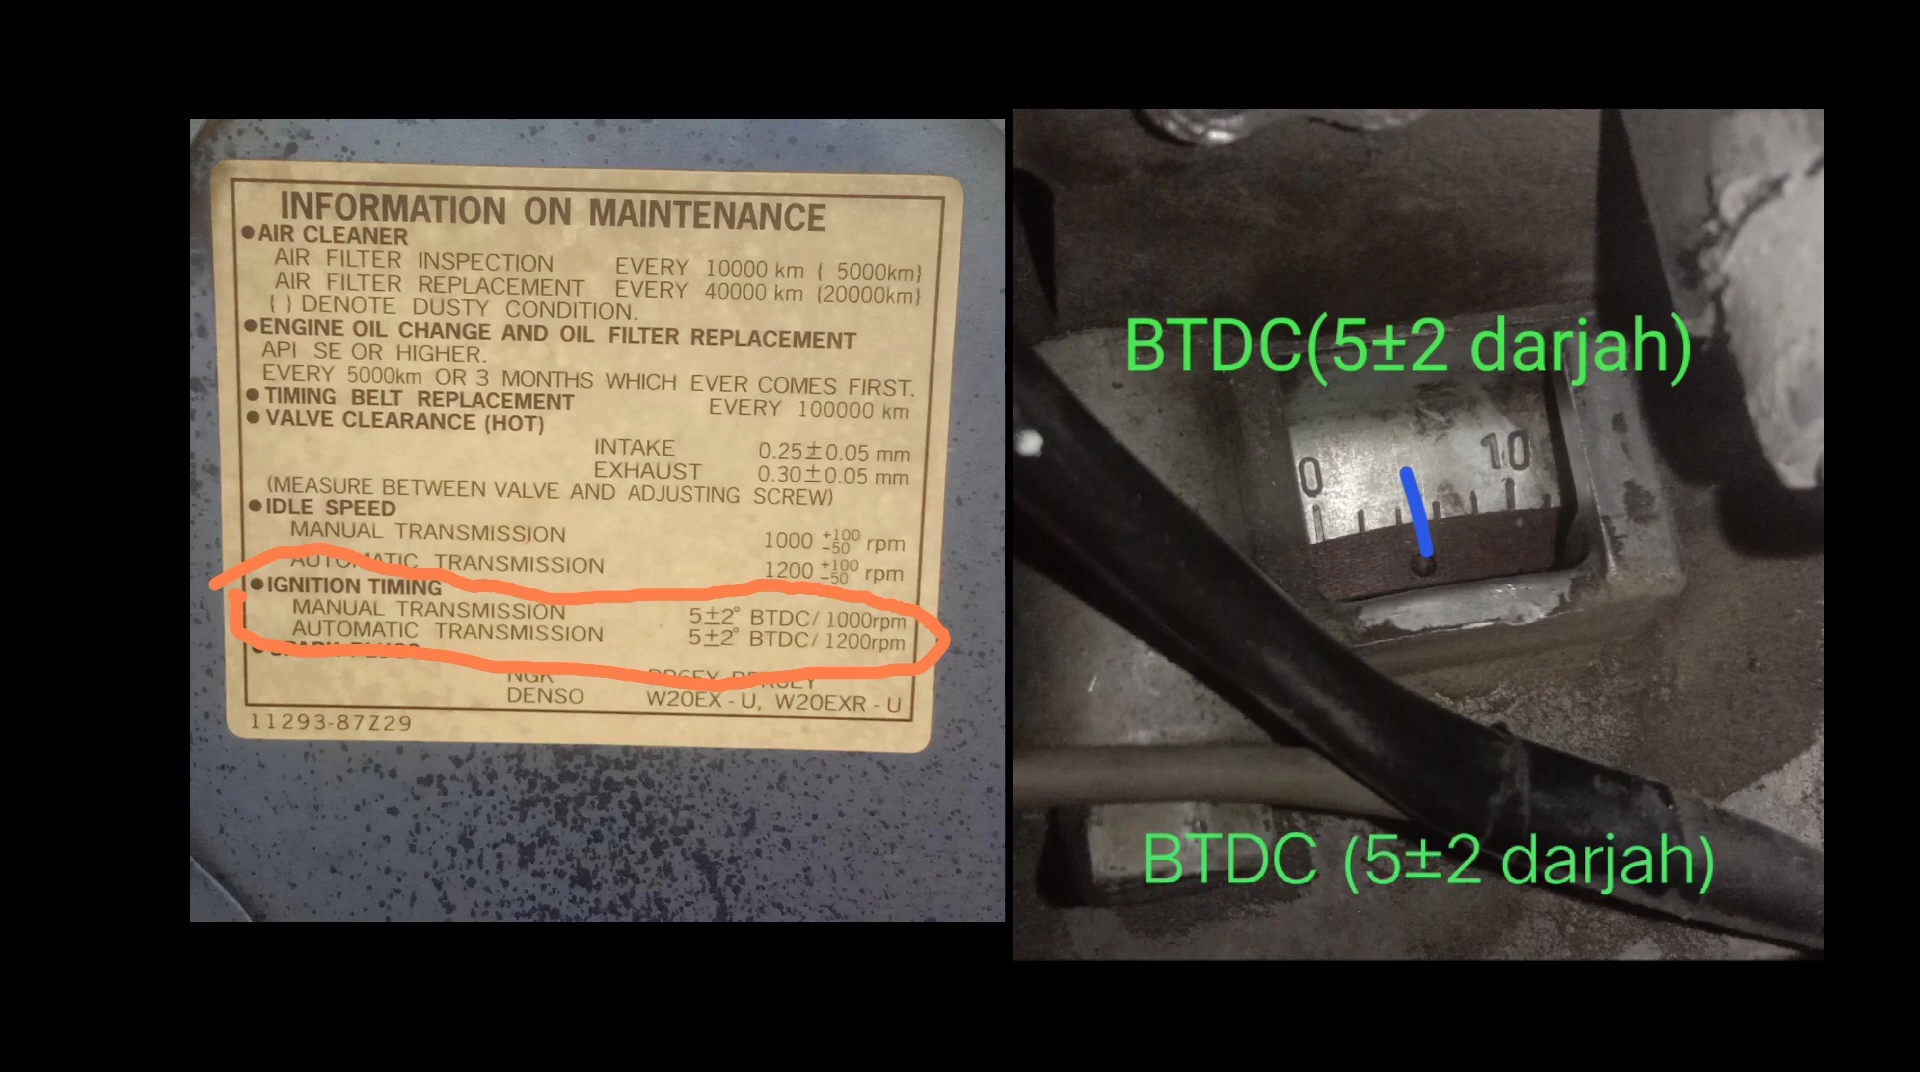 INFORMATION ON MAINTENANCE
●AIR CLEANER
AIR FILTER INSPECTION EVERY 10000 km { 5000km}
AIR FILTER REPLACEMENT EVERY 40000 km {20000km}
{ } DENOTE DUSTY CONDITION.
●ENGINE OIL CHANGE AND OIL FILTER REPLACEMENT
API SE OR HIGHER.
EVERY 5000km OR 3 MONTHS WHICH EVER COMES FIRST.
● TIMING BELT REPLACEMENT EVERY 100000 km
● VALVE CLEARANCE (HOT)
INTAKE 0.25±0.05 mm
EXHAUST 0.30±0.05 mm
(MEASURE BETWEEN VALVE AND ADJUSTING SCREW)
● IDLE SPEED
MANUAL TRANSMISSION 1000 +100 -50 rpm
AUTOMATIC TRANSMISSION 1200 +100 -50 rpm
● IGNITION TIMING
MANUAL TRANSMISSION 5±2° BTDC/ 1000rpm
AUTOMATIC TRANSMISSION 5±2° BTDC/ 1200rpm
● SPARK PLUGS
NGK
DENSO W20EX - U, W20EXR - U
11293-87Z29
BTDC(5±2 darjah)
0 10
BTDC (5±2 darjah)